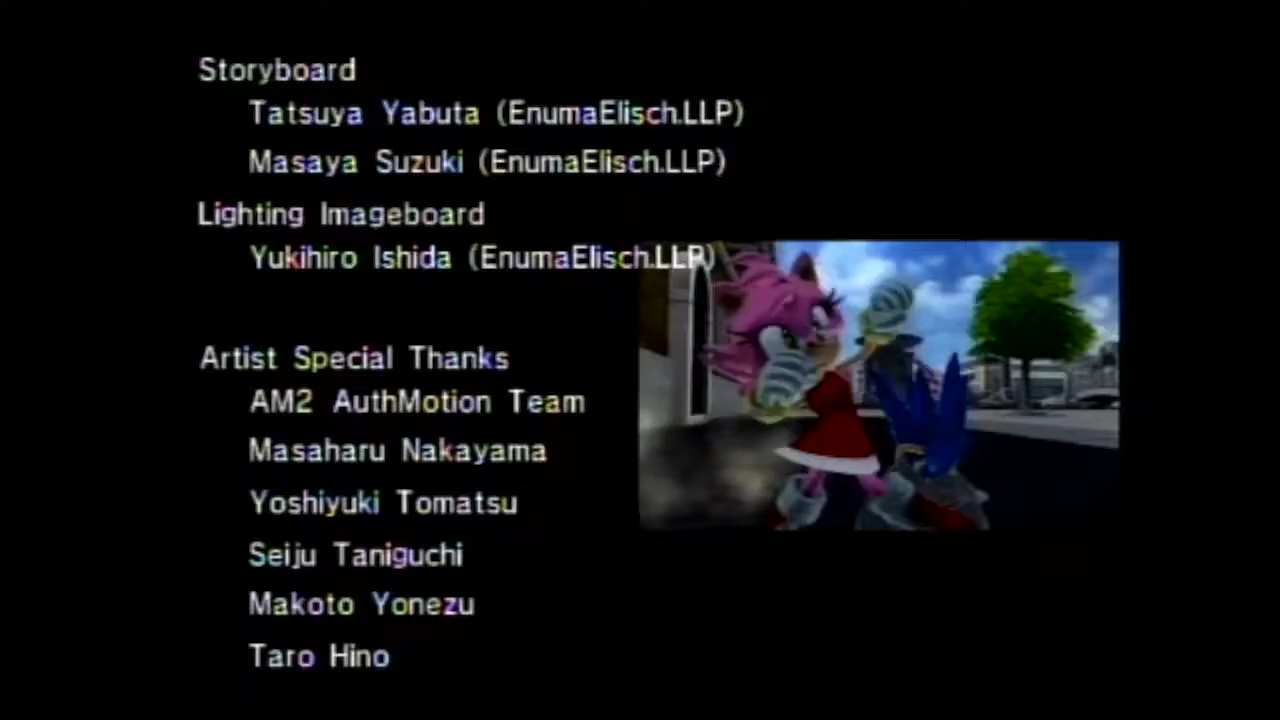 Storyboard
Tatsuya Yabuta (EnumaElisch.LLP)
Masaya Suzuki (EnumaElisch.LLP)
Lighting Imageboard
Yukihiro Ishida (EnumaElisch.LLP)
Artist Special Thanks
AM2 AuthMotion Team
Masaharu Nakayama
Yoshiyuki Tomatsu
Seiju Taniguchi
Makoto Yonezu
Taro Hino